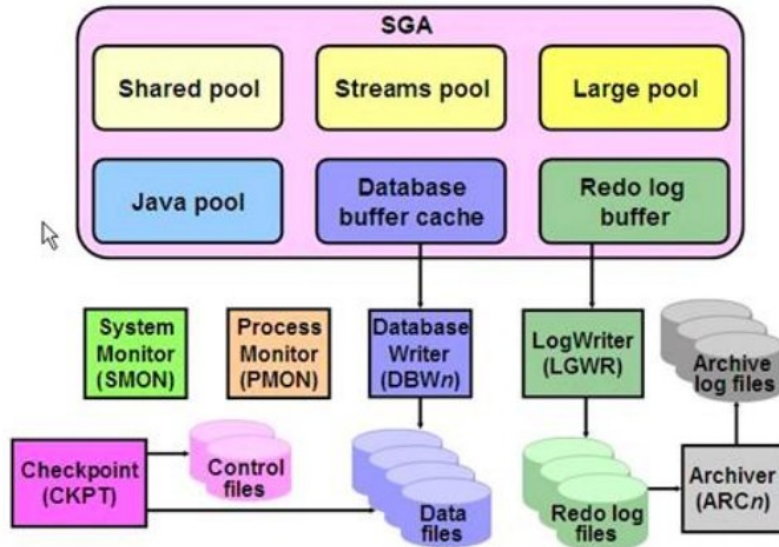 SGA
Shared pool
Streams pool
Large pool
Java pool
Database
buffer cache
Redo log
buffer
System
Monitor
(SMON)
Process
Monitor
(PMON)
Database
Writer
(DBWn)
LogWriter
(LGWR)
Archive
log files
Checkpoint
(CKPT)
Control
files
Data
files
Redo log
files
Archiver
(ARCn)